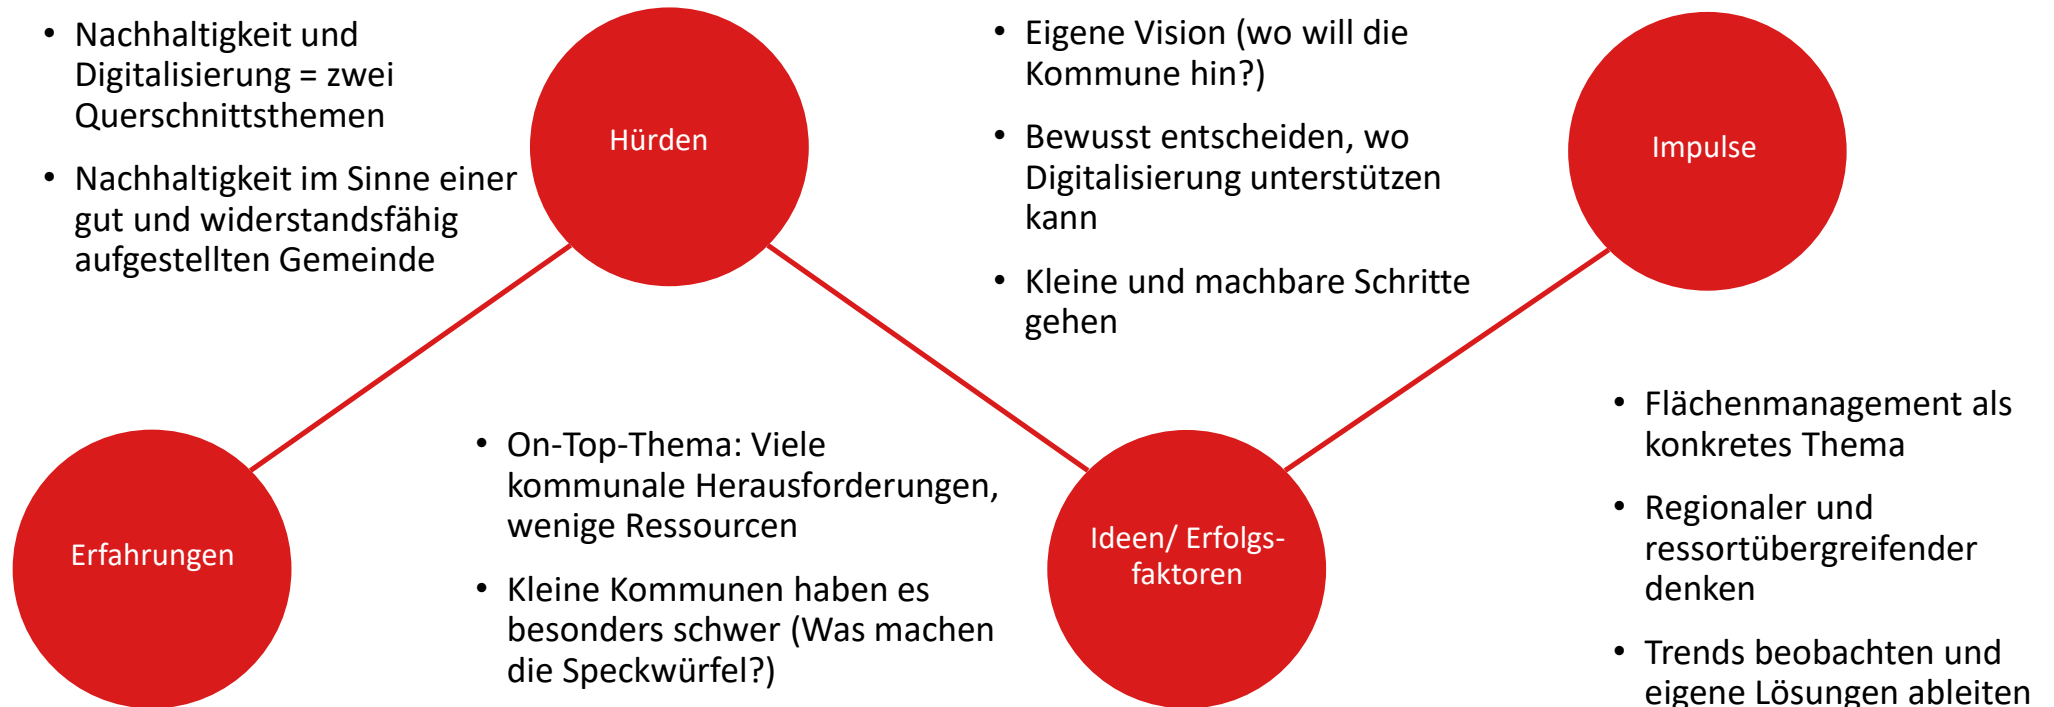 • Nachhaltigkeit und
Digitalisierung = zwei
Querschnittsthemen
• Nachhaltigkeit im Sinne einer
gut und widerstandsfähig
aufgestellten Gemeinde
Hürden
• Eigene Vision (wo will die
Kommune hin?)
• Bewusst entscheiden, wo
Digitalisierung unterstützen
kann
• Kleine und machbare Schritte
gehen
Impulse
Erfahrungen
• On-Top-Thema: Viele
kommunale Herausforderungen,
wenige Ressourcen
• Kleine Kommunen haben es
besonders schwer (Was machen
die Speckwürfel?)
Ideen/ Erfolgs-
faktoren
• Flächenmanagement als
konkretes Thema
• Regionaler und
ressortübergreifender
denken
• Trends beobachten und
eigene Lösungen ableiten